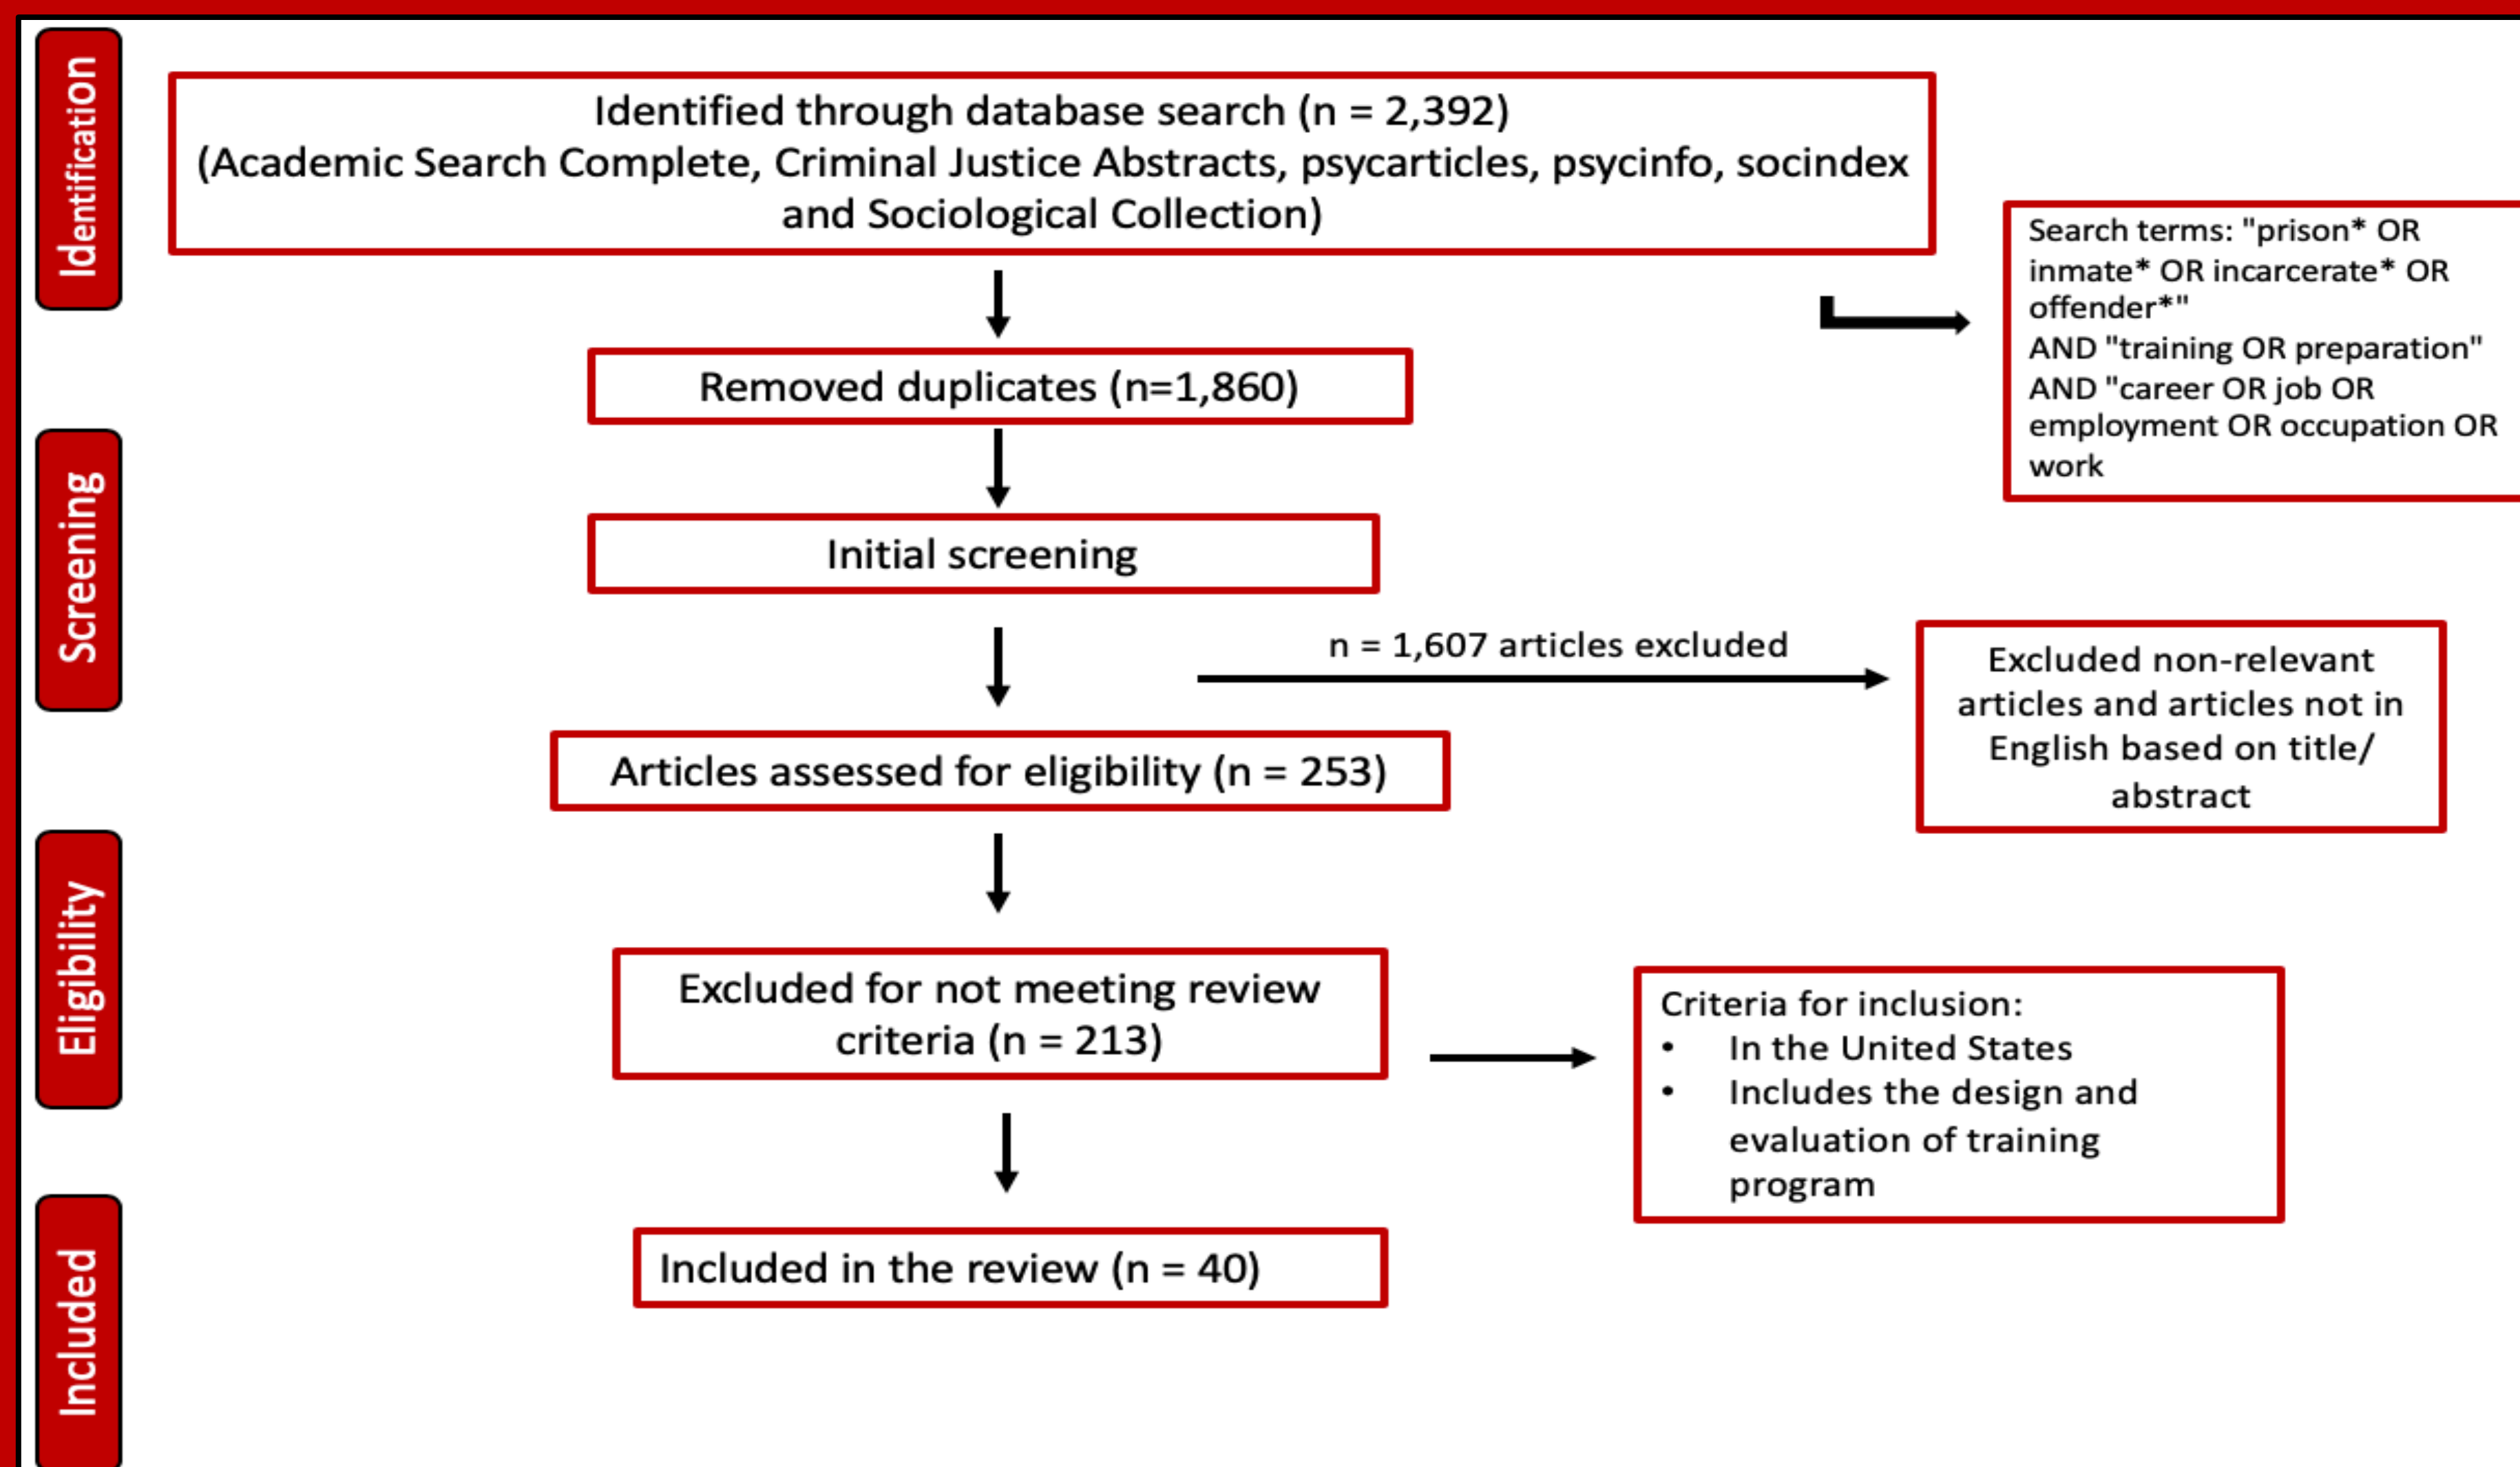 Identification
Identified through database search (n = 2,392)
(Academic Search Complete, Criminal Justice Abstracts, psycarticles, psycinfo, socindex
and Sociological Collection)
Search terms: "prison* OR
inmate* OR incarcerate* OR
offender*"
AND "training OR preparation"
AND "career OR job OR
employment OR occupation OR
work
Removed duplicates (n=1,860)
Screening
Initial screening
n = 1,607 articles excluded
Excluded non-relevant
articles and articles not in
English based on title/
abstract
Articles assessed for eligibility (n = 253)
Eligibility
Excluded for not meeting review
criteria (n = 213)
Criteria for inclusion:
• In the United States
• Includes the design and
evaluation of training
program
Included
Included in the review (n = 40)